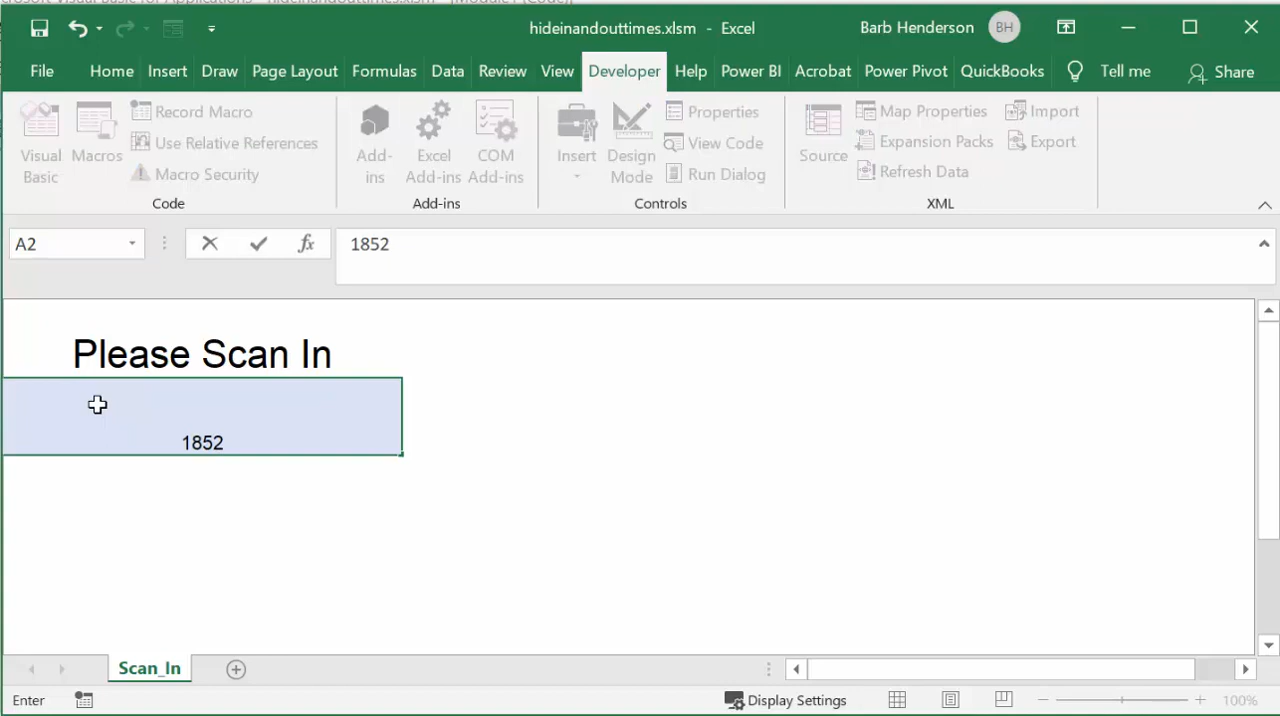 hideinandouttimes.xlsm - Excel
Barb Henderson BH
File Home Insert Draw Page Layout Formulas Data Review View Developer Help Power BI Acrobat Power Pivot QuickBooks Tell me Share
Visual Basic
Macros
Record Macro
Use Relative References
Macro Security
Code
Add-ins
Excel Add-ins
COM Add-ins
Add-ins
Insert
Design Mode
Properties
View Code
Run Dialog
Controls
Source
Map Properties
Expansion Packs
Refresh Data
Import
Export
XML
A2 fx 1852
Please Scan In
1852
Scan_In
Enter Display Settings 100%